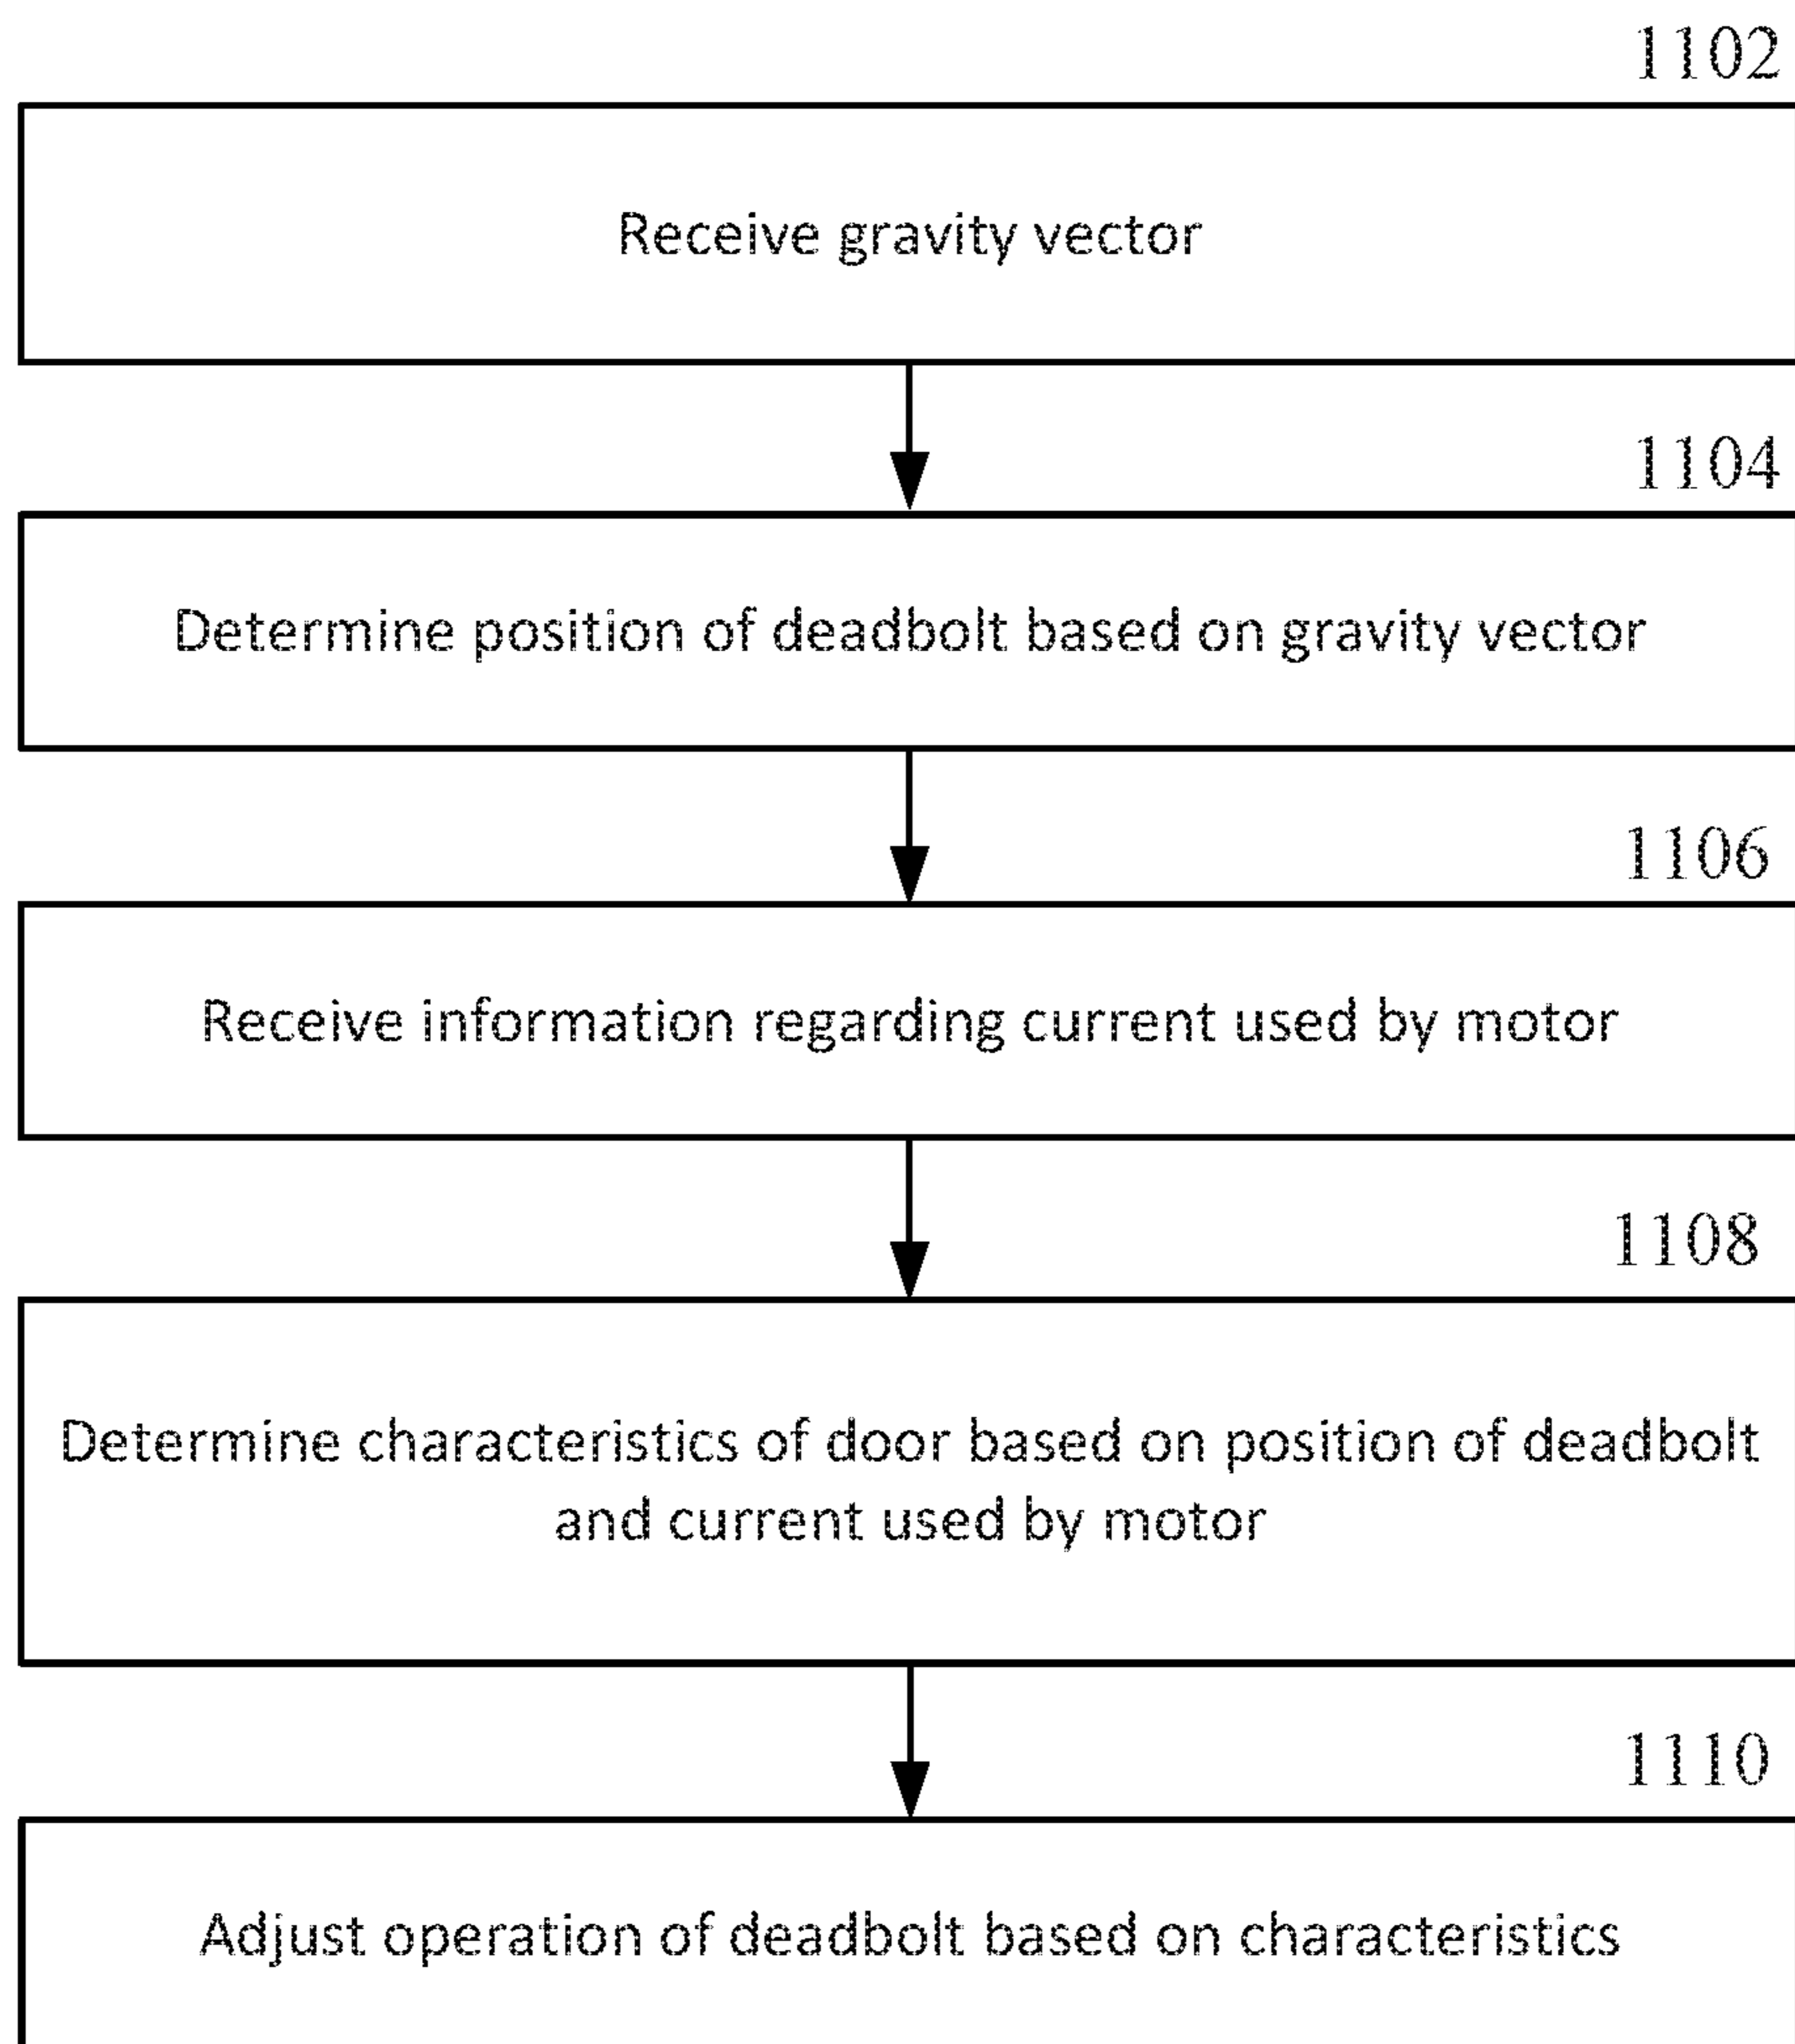 1102
Receive gravity vector
1104
Determine position of deadbolt based on gravity vector
1106
Receive information regarding current used by motor
1108
Determine characteristics of door based on position of deadbolt
and current used by motor
1110
Adjust operation of deadbolt based on characteristics